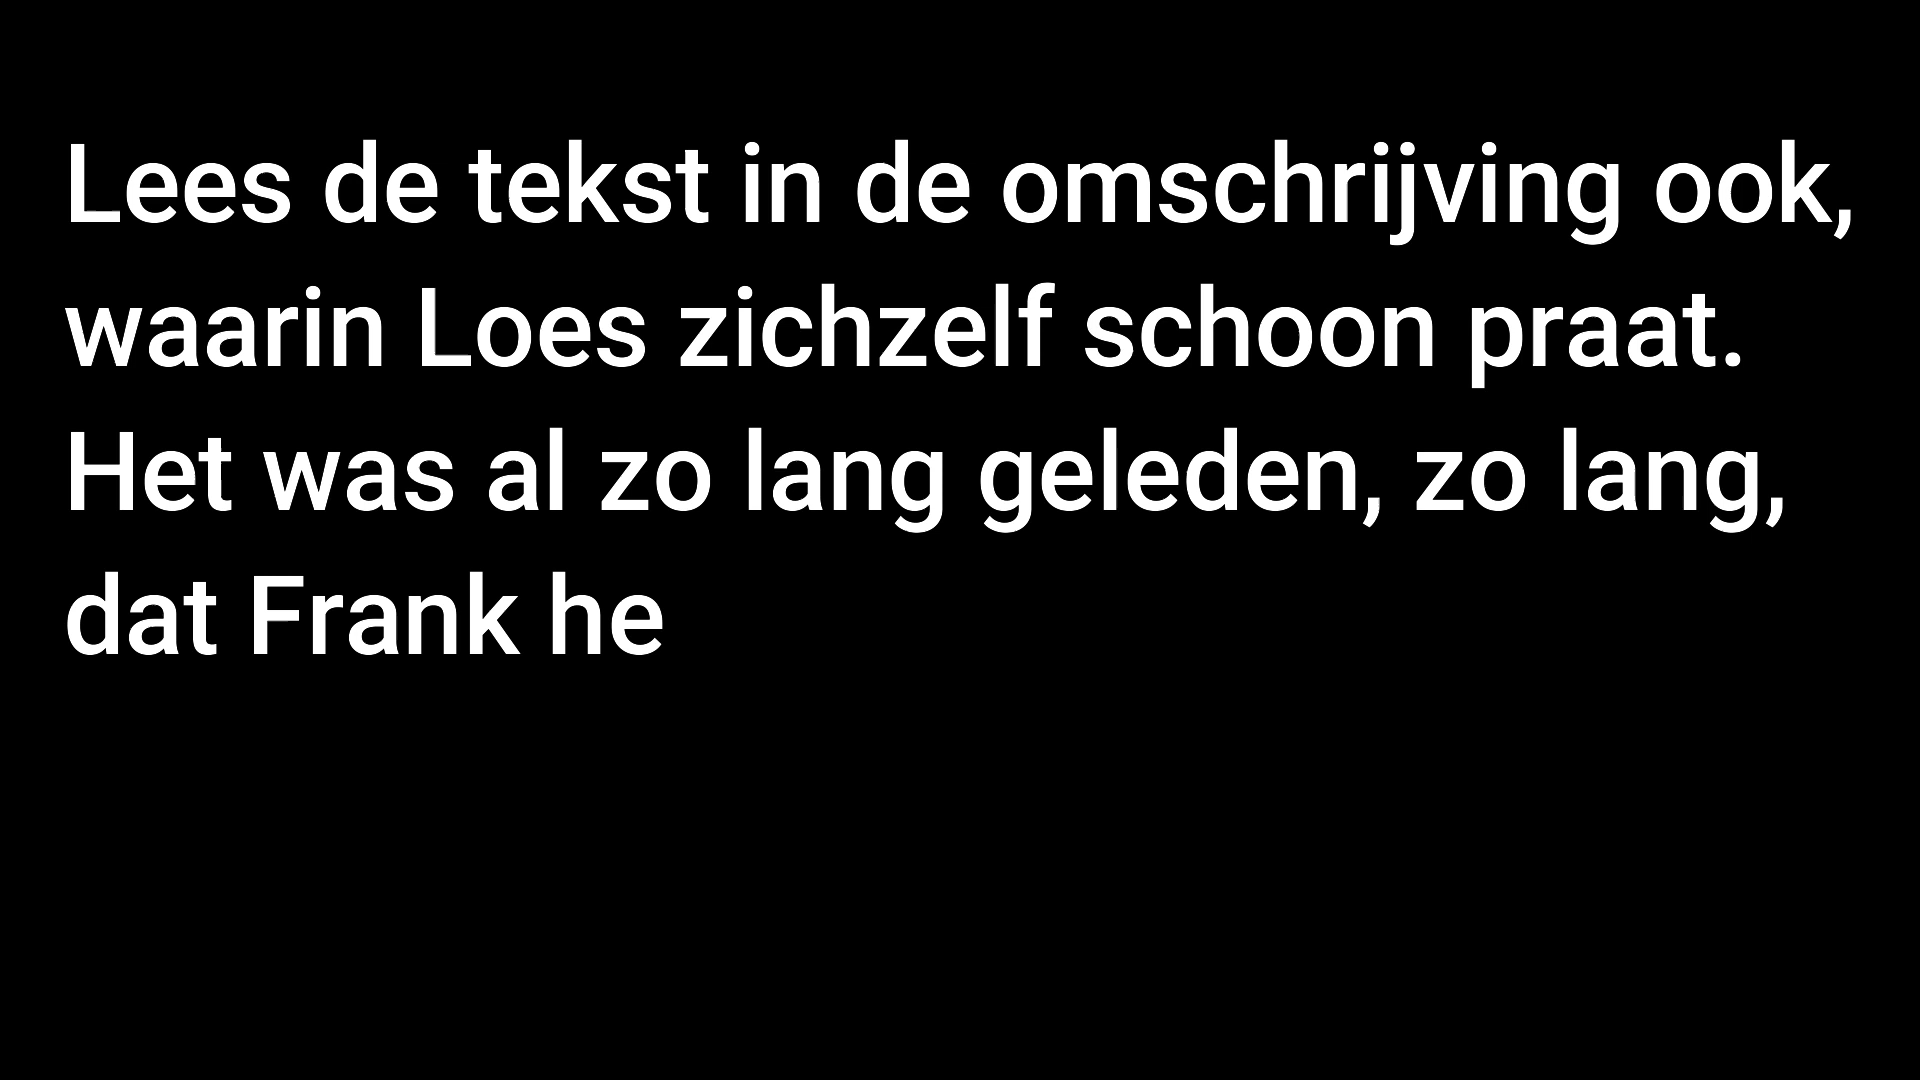 Lees de tekst in de omschrijving ook,
waarin Loes zichzelf schoon praat.
Het was al zo lang geleden, zo lang,
dat Frank he